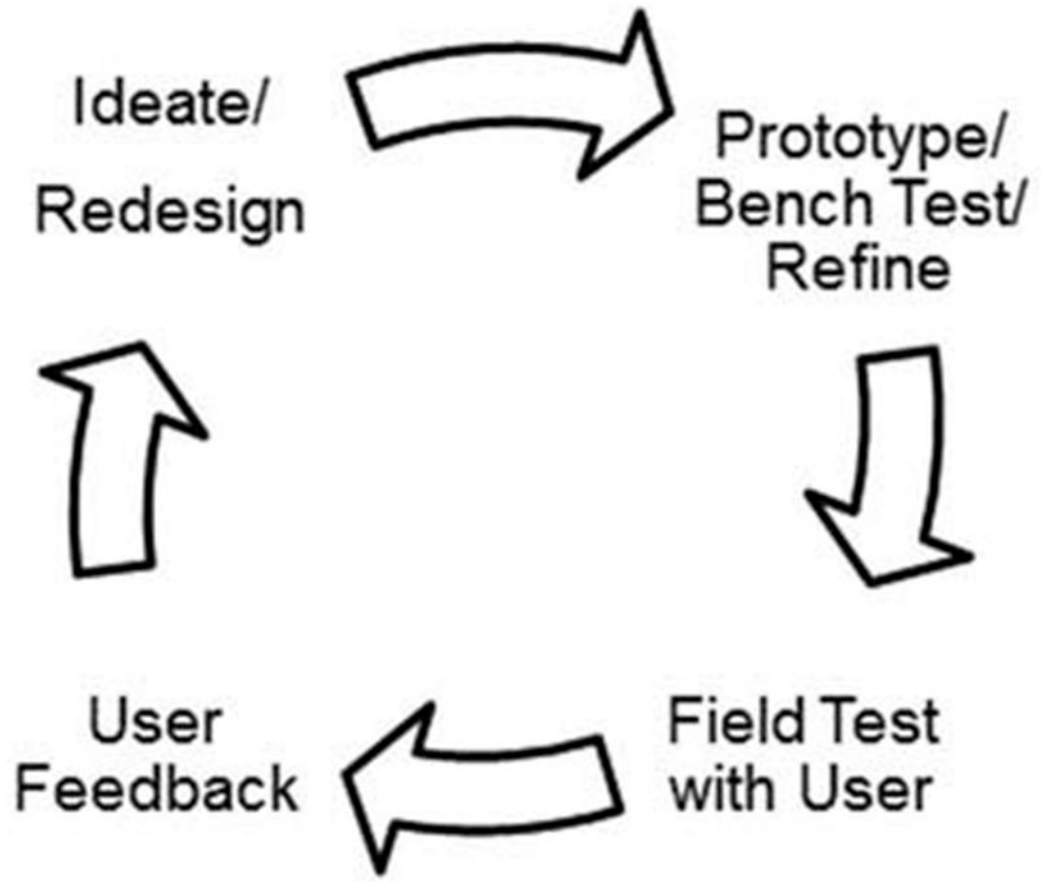 Ideate/
Redesign
Prototype/
Bench Test/
Refine
Field Test
with User
User
Feedback